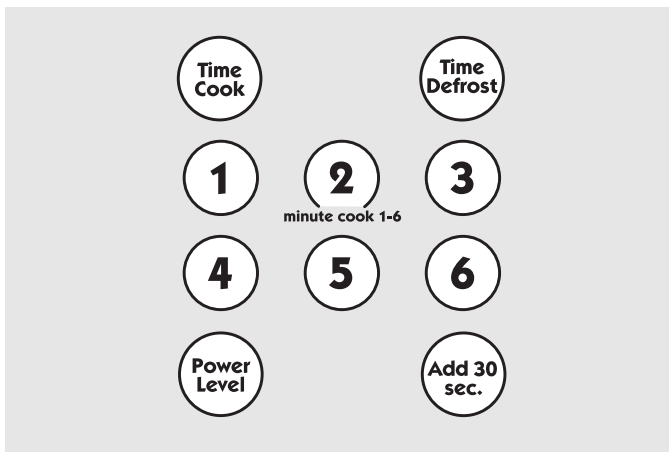 Time
Cook
Time
Defrost
1
2
3
minute cook 1-6
4
5
6
Power
Level
Add 30
sec.